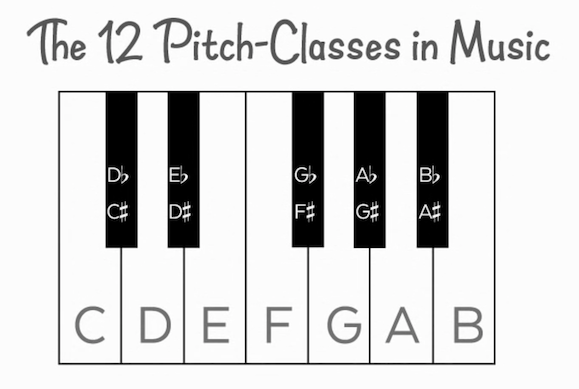 The 12 Pitch-Classes in Music
D♭ E♭ G♭ A♭ B♭
C♯ D♯ F♯ G♯ A♯
C D E F G A B